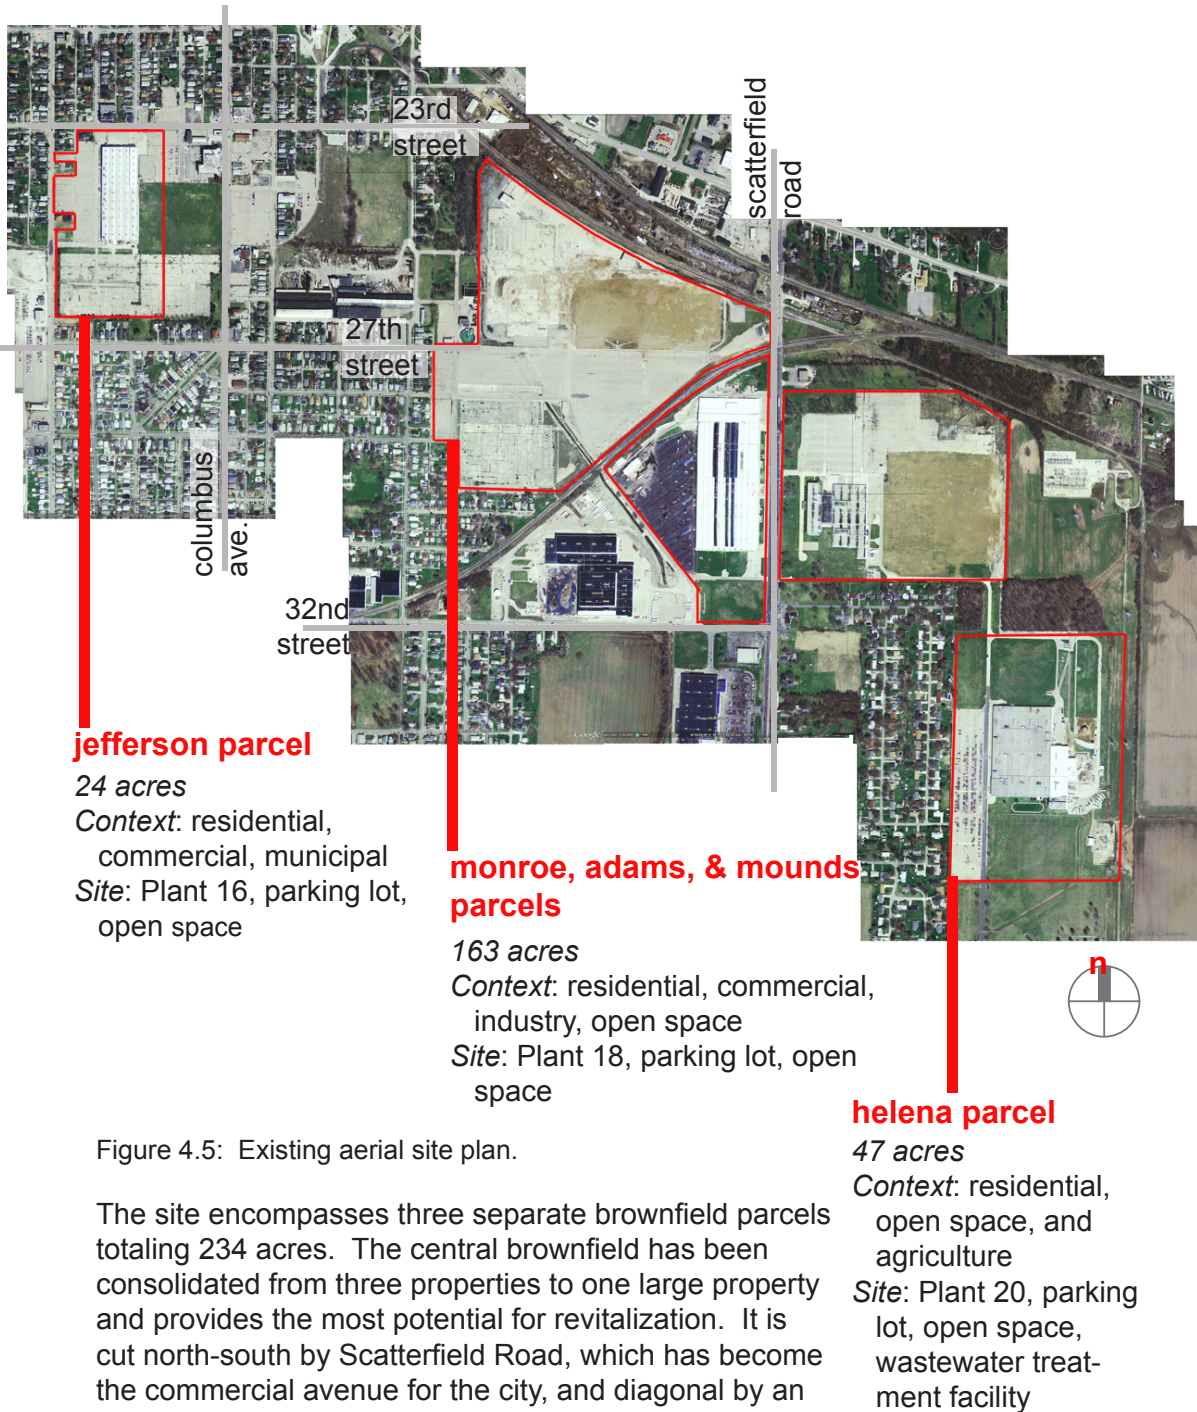 23rd
street
scatterfield
road
27th
street
columbus
ave.
32nd
street
Google
jefferson parcel
24 acres
Context: residential,
commercial, municipal
Site: Plant 16, parking lot,
open space
monroe, adams, & mounds
parcels
163 acres
Context: residential, commercial,
industry, open space
Site: Plant 18, parking lot, open
space
n
helena parcel
47 acres
Context: residential,
open space, and
agriculture
Site: Plant 20, parking
lot, open space,
wastewater treat-
ment facility
Figure 4.5:  Existing aerial site plan.
The site encompasses three separate brownfield parcels
totaling 234 acres.  The central brownfield has been
consolidated from three properties to one large property
and provides the most potential for revitalization.  It is
cut north-south by Scatterfield Road, which has become
the commercial avenue for the city, and diagonal by an